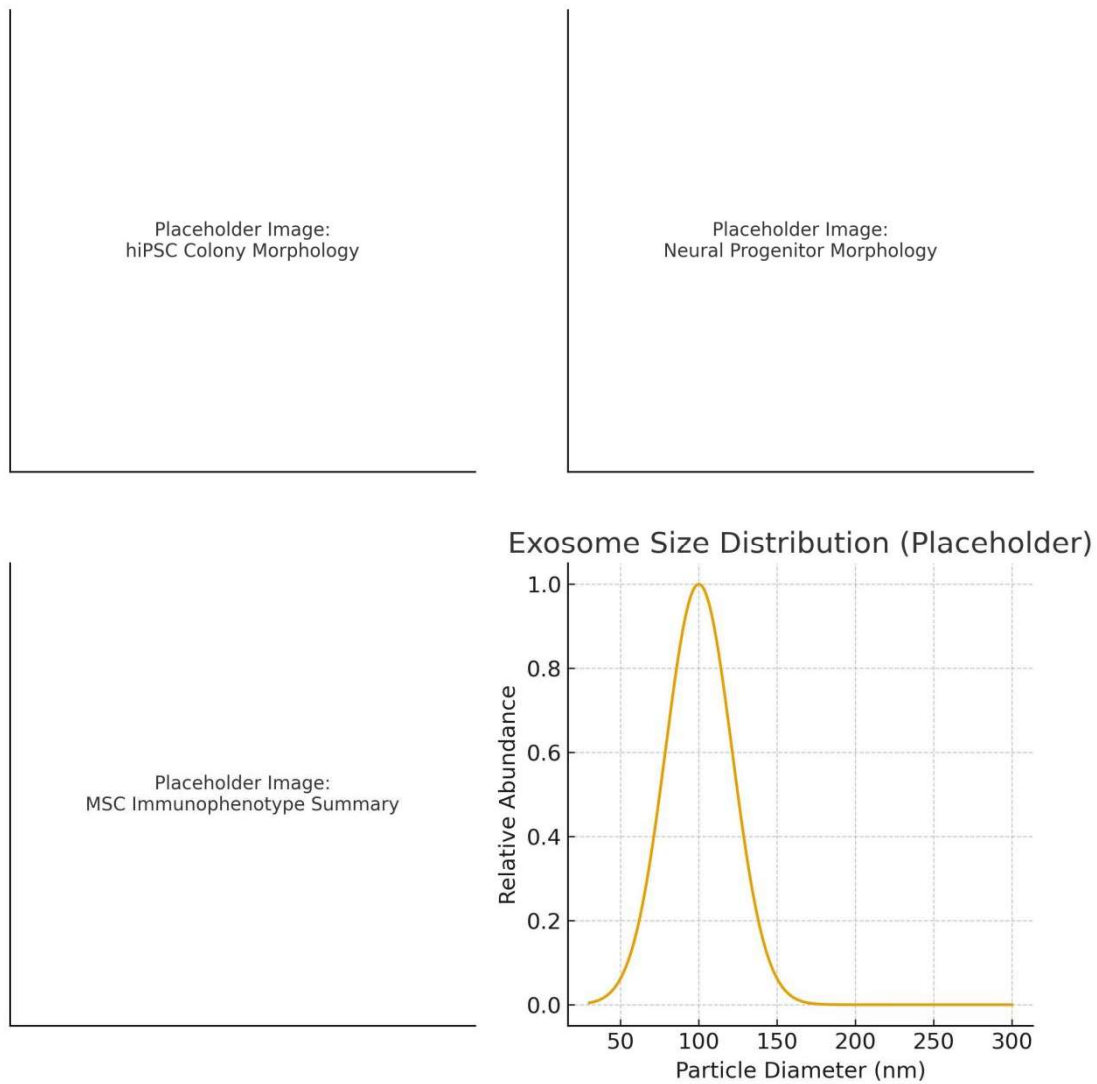 Placeholder Image:
hiPSC Colony Morphology
Placeholder Image:
Neural Progenitor Morphology
Placeholder Image:
MSC Immunophenotype Summary
Exosome Size Distribution (Placeholder)
1.0
0.8
0.6
0.4
0.2
0.0
Relative Abundance
50 100 150 200 250 300
Particle Diameter (nm)